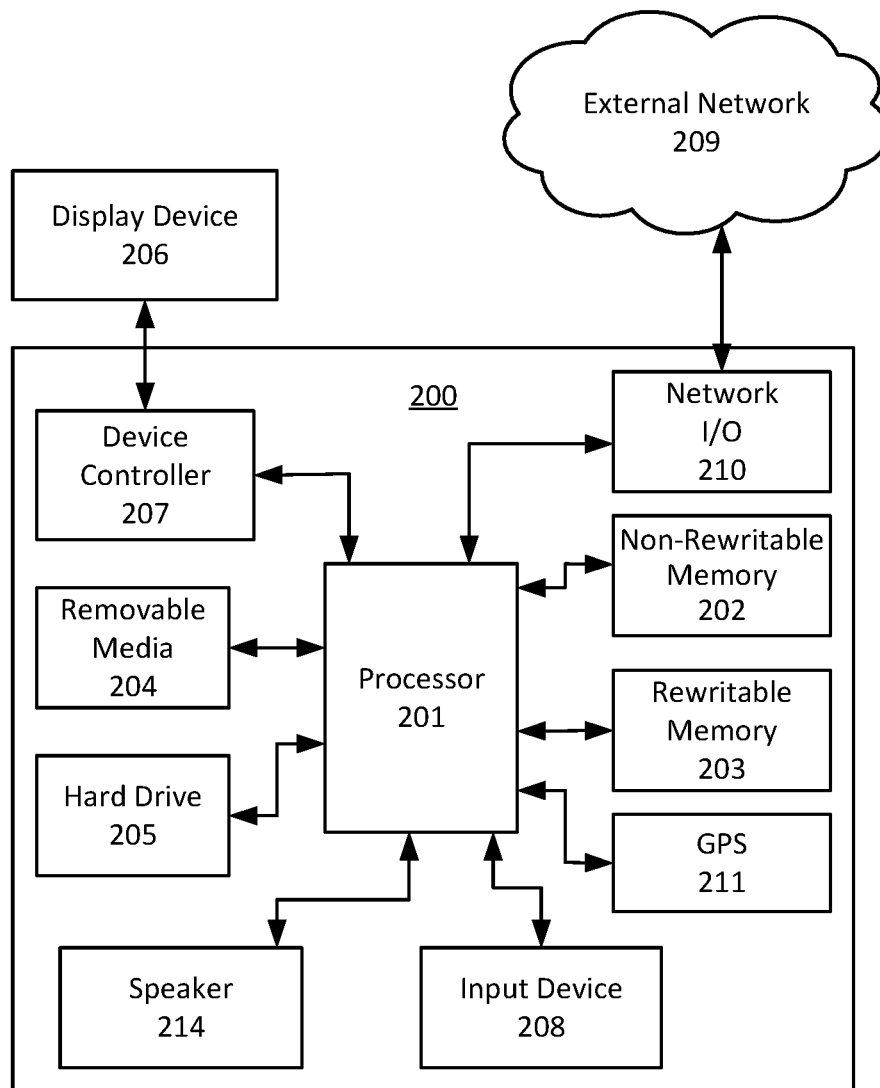 External Network
209
Display Device
206
200
Network
I/O
210
Device
Controller
207
Non-Rewritable
Memory
202
Removable
Media
204
Processor
201
Rewritable
Memory
203
Hard Drive
205
GPS
211
Speaker
214
Input Device
208